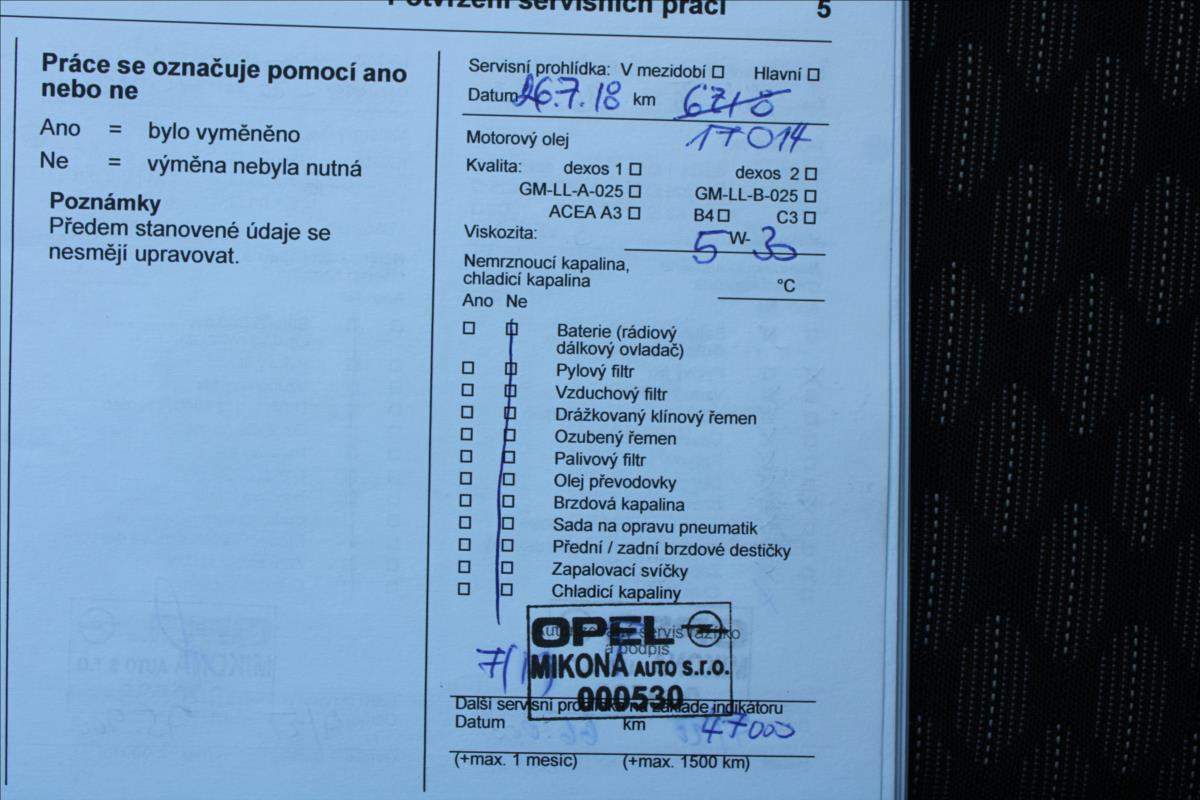 Potvrzení servisních prací 5
Práce se označuje pomocí ano
nebo ne
Ano = bylo vyměněno
Ne = výměna nebyla nutná
Poznámky
Předem stanovené údaje se
nesmějí upravovat.
Servisní prohlídka: V mezidobí Hlavní
Datum 26.7.18 km
17014
Motorový olej
Kvalita: dexos 1 dexos 2
GM-LL-A-025 GM-LL-B-025
ACEA A3 B4 C3
Viskozita: 5 W- 30
Nemrznoucí kapalina,
chladicí kapalina °C
Ano Ne
Baterie (rádiový
dálkový ovladač)
Pylový filtr
Vzduchový filtr
Drážkovaný klínový řemen
Ozubený řemen
Palivový filtr
Olej převodovky
Brzdová kapalina
Sada na opravu pneumatik
Přední / zadní brzdové destičky
Zapalovací svíčky
Chladicí kapaliny
OPEL
a podpis
MIKONA AUTO S.r.o.
000530
Další servisní prohlídka na základě indikátoru
Datum km 47000
(+max. 1 mesíc) (+max. 1500 km)